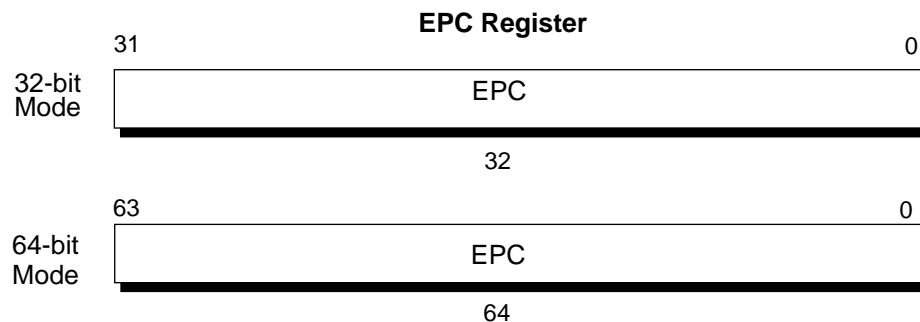 EPC Register
31 0
32-bit
Mode
EPC
32
63 0
64-bit
Mode
EPC
64